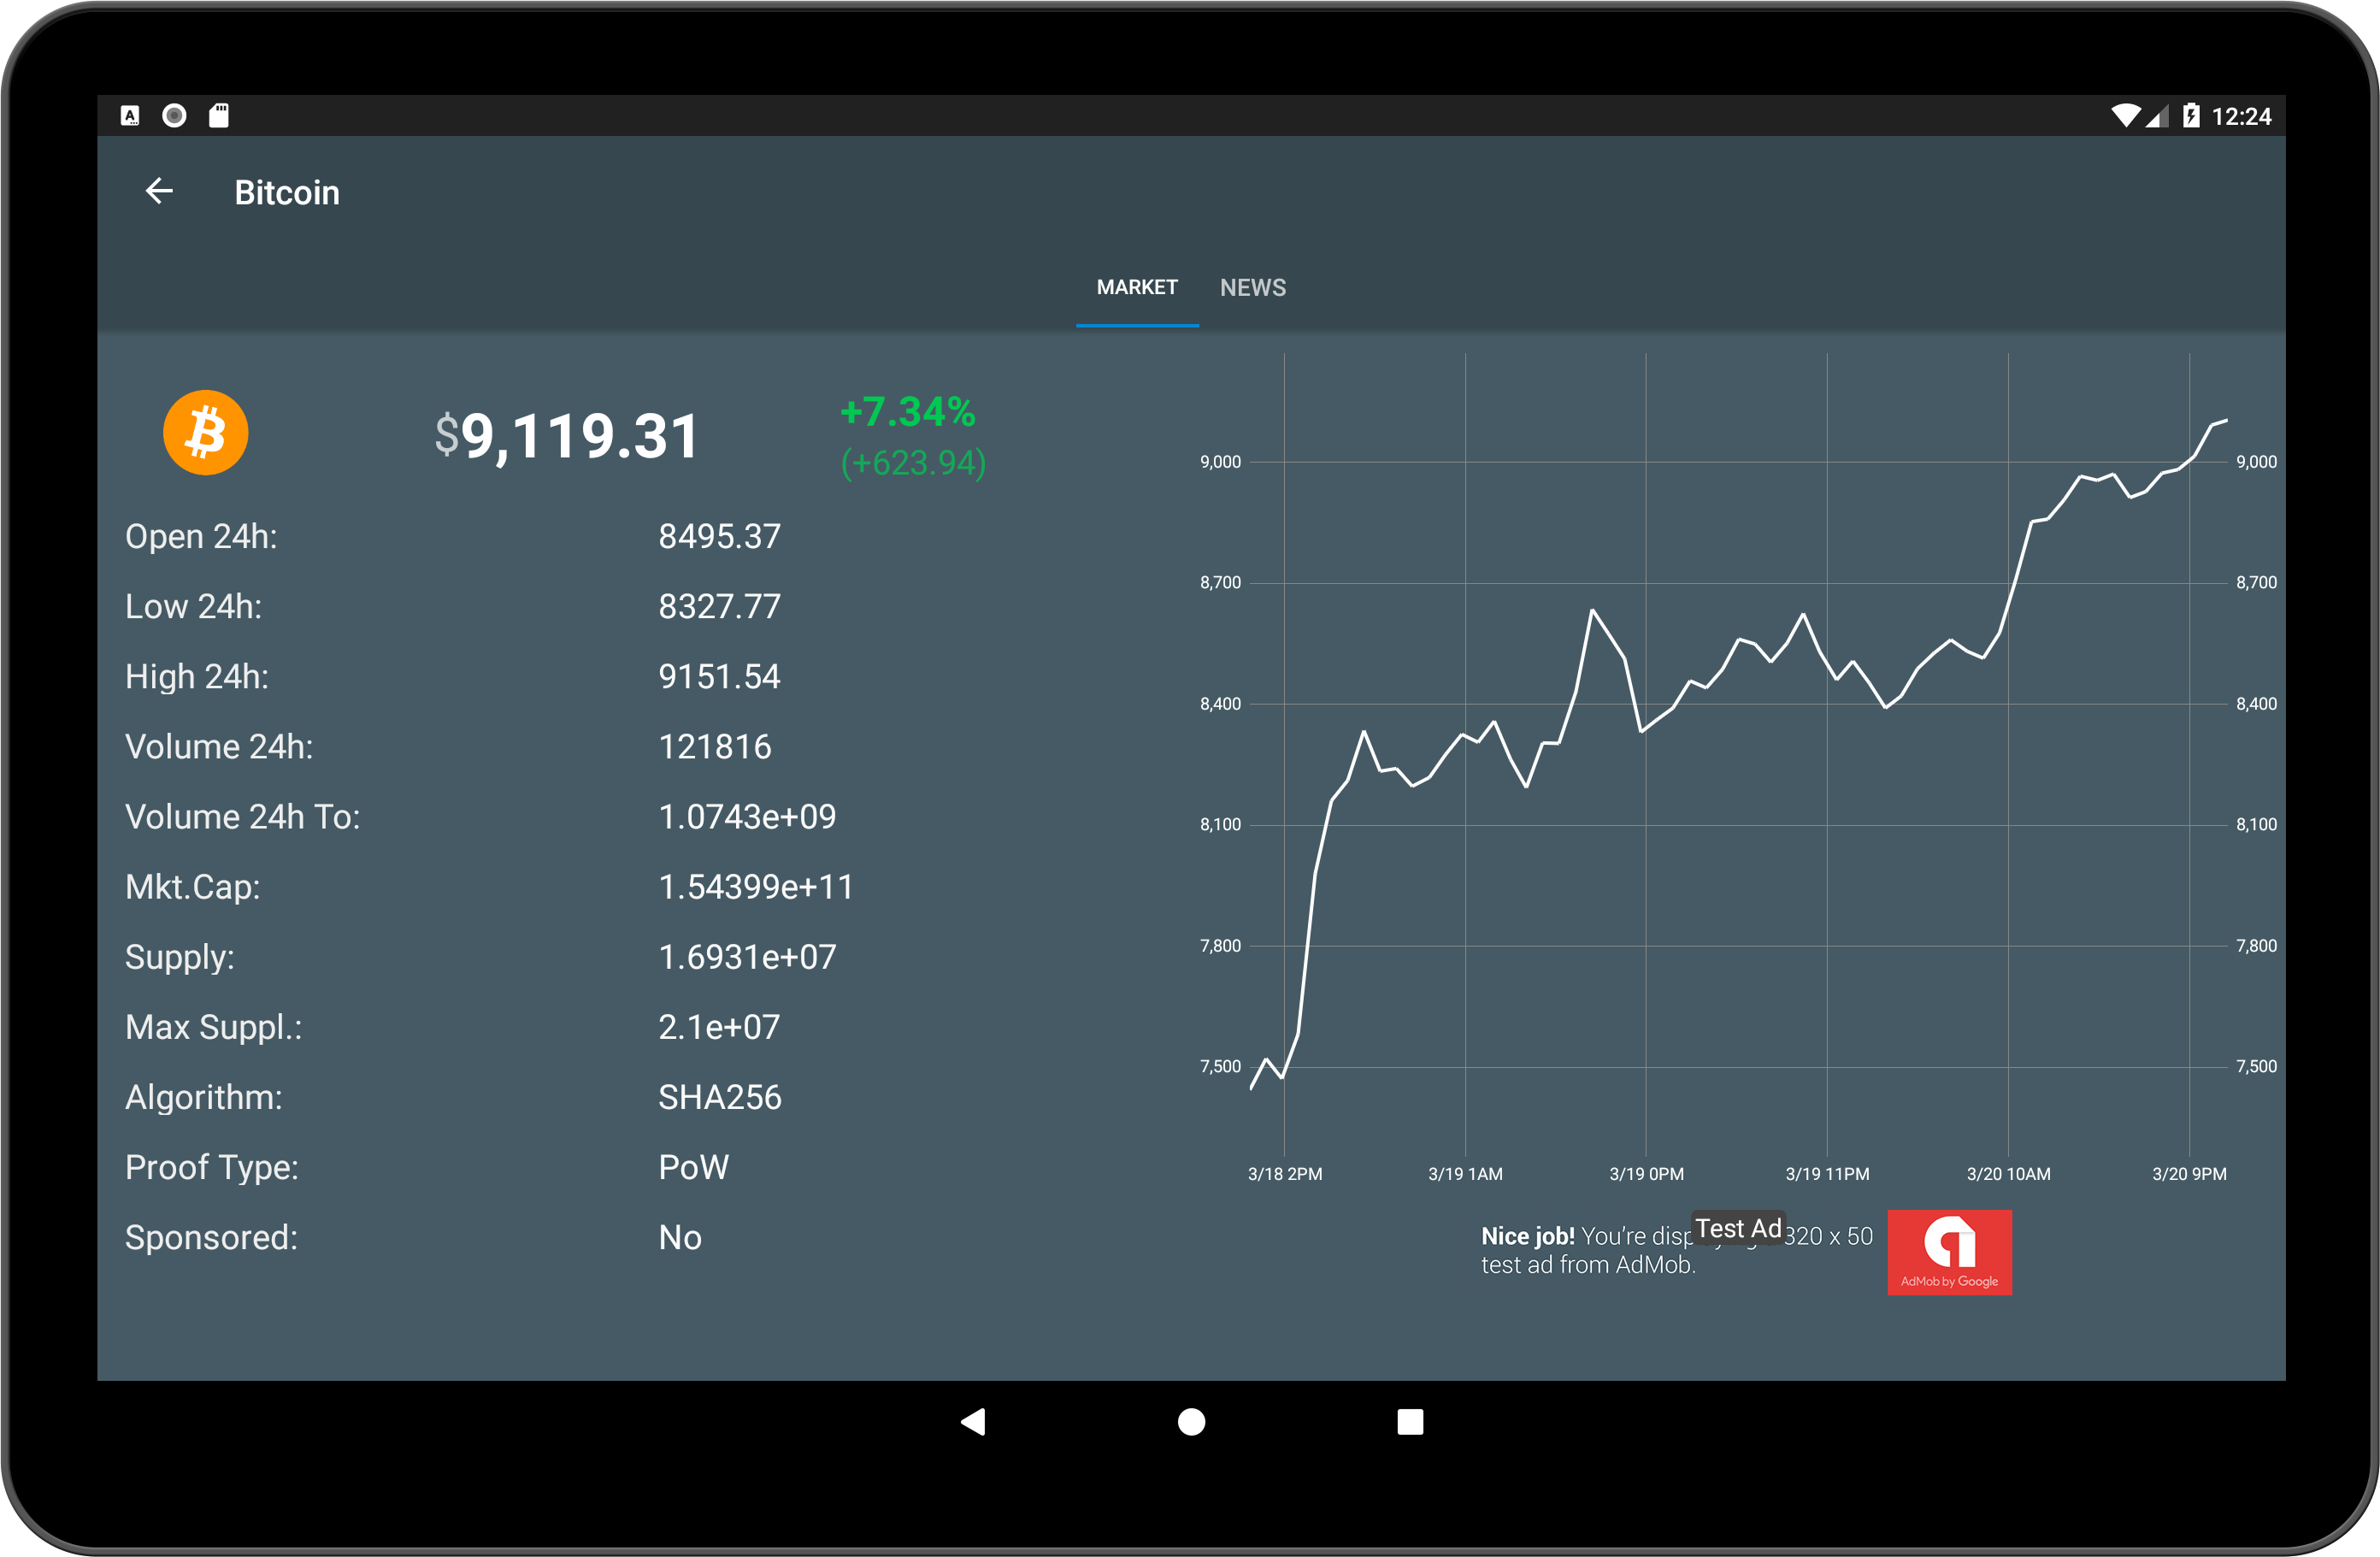 12:24
Bitcoin
MARKET NEWS
$9,119.31
+7.34%
(+623.94)
Open 24h: 8495.37
Low 24h: 8327.77
High 24h: 9151.54
Volume 24h: 121816
Volume 24h To: 1.0743e+09
Mkt.Cap: 1.54399e+11
Supply: 1.6931e+07
Max Suppl.: 2.1e+07
Algorithm: SHA256
Proof Type: PoW
Sponsored: No
9,000 9,000
8,700 8,700
8,400 8,400
8,100 8,100
7,800 7,800
7,500 7,500
3/18 2PM 3/19 1AM 3/19 0PM 3/19 11PM 3/20 10AM 3/20 9PM
Test Ad
Nice job! You're 320 x 50
test ad from AdMob.
AdMob by Google